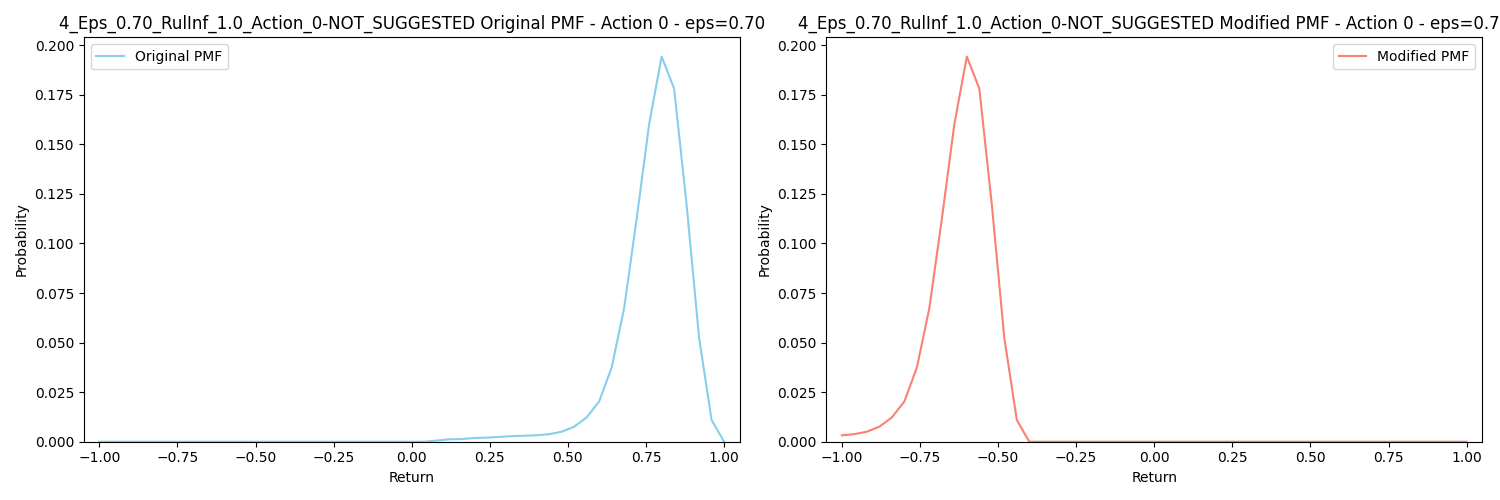 4_Eps_0.70_RulInf_1.0_Action_0-NOT_SUGGESTED Original PMF - Action 0 - eps=0.70
Original PMF
0.200
0.175
0.150
0.125
0.100
0.075
0.050
0.025
0.000
Probability
−1.00 −0.75 −0.50 −0.25 0.00 0.25 0.50 0.75 1.00
Return
4_Eps_0.70_RulInf_1.0_Action_0-NOT_SUGGESTED Modified PMF - Action 0 - eps=0.7
Modified PMF
0.200
0.175
0.150
0.125
0.100
0.075
0.050
0.025
0.000
Probability
−1.00 −0.75 −0.50 −0.25 0.00 0.25 0.50 0.75 1.00
Return